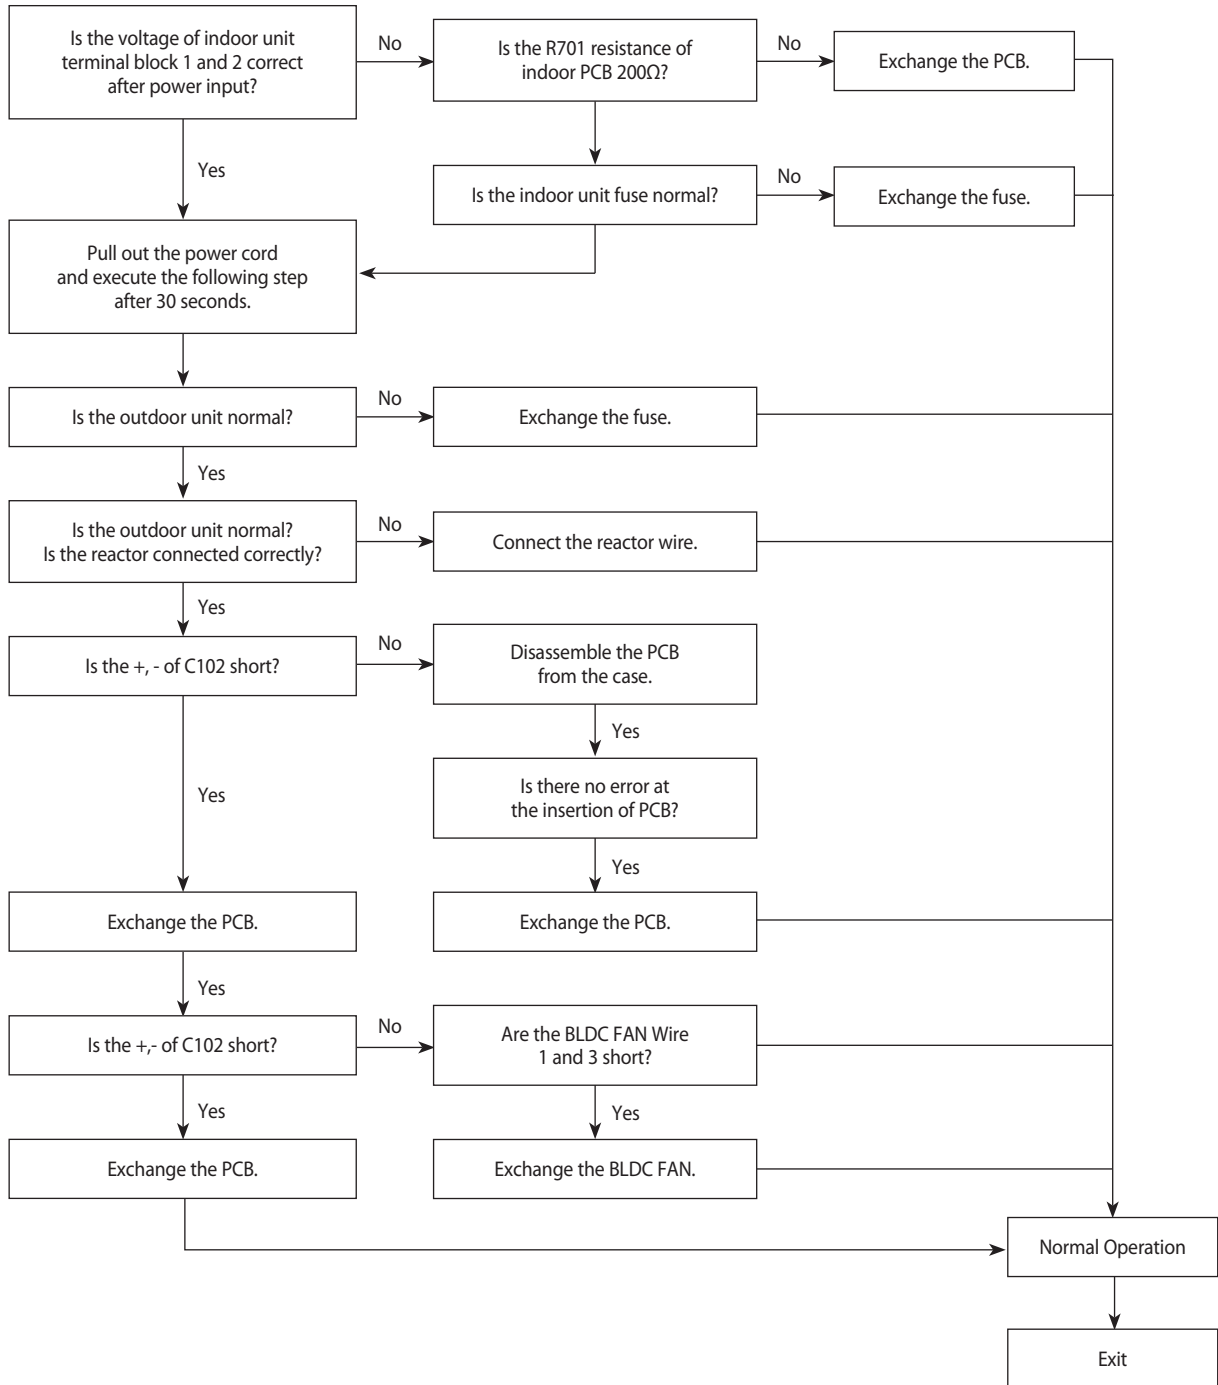 Is the voltage of indoor unit
terminal block 1 and 2 correct
after power input?
No
Is the R701 resistance of
indoor PCB 200Ω?
No
Exchange the PCB.
Yes
Is the indoor unit fuse normal?
No
Exchange the fuse.
Pull out the power cord
and execute the following step
after 30 seconds.
Is the outdoor unit normal?
No
Exchange the fuse.
Yes
Is the outdoor unit normal?
Is the reactor connected correctly?
No
Connect the reactor wire.
Yes
Is the +, - of C102 short?
No
Disassemble the PCB
from the case.
Yes
Is there no error at
the insertion of PCB?
Yes
Yes
Exchange the PCB.
Exchange the PCB.
Yes
Is the +,- of C102 short?
No
Are the BLDC FAN Wire
1 and 3 short?
Yes
Yes
Exchange the PCB.
Exchange the BLDC FAN.
Normal Operation
Exit